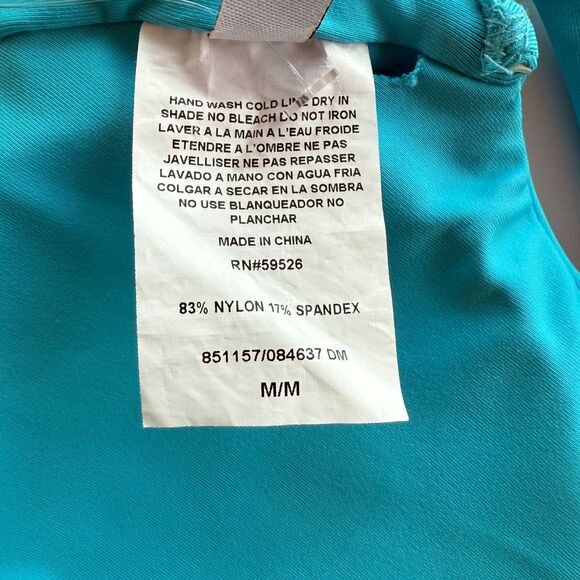 HAND WASH COLD LINE DRY IN
SHADE NO BLEACH DO NOT IRON
LAVER A LA MAIN A L'EAU FROIDE
ETENDRE A L'OMBRE NE PAS
JAVELLISER NE PAS REPASSER
LAVADO A MANO CON AGUA FRIA
COLGAR A SECAR EN LA SOMBRA
NO USE BLANQUEADOR NO
PLANCHAR
MADE IN CHINA
RN#59526
83% NYLON 17% SPANDEX
851157/084637 DM
M/M